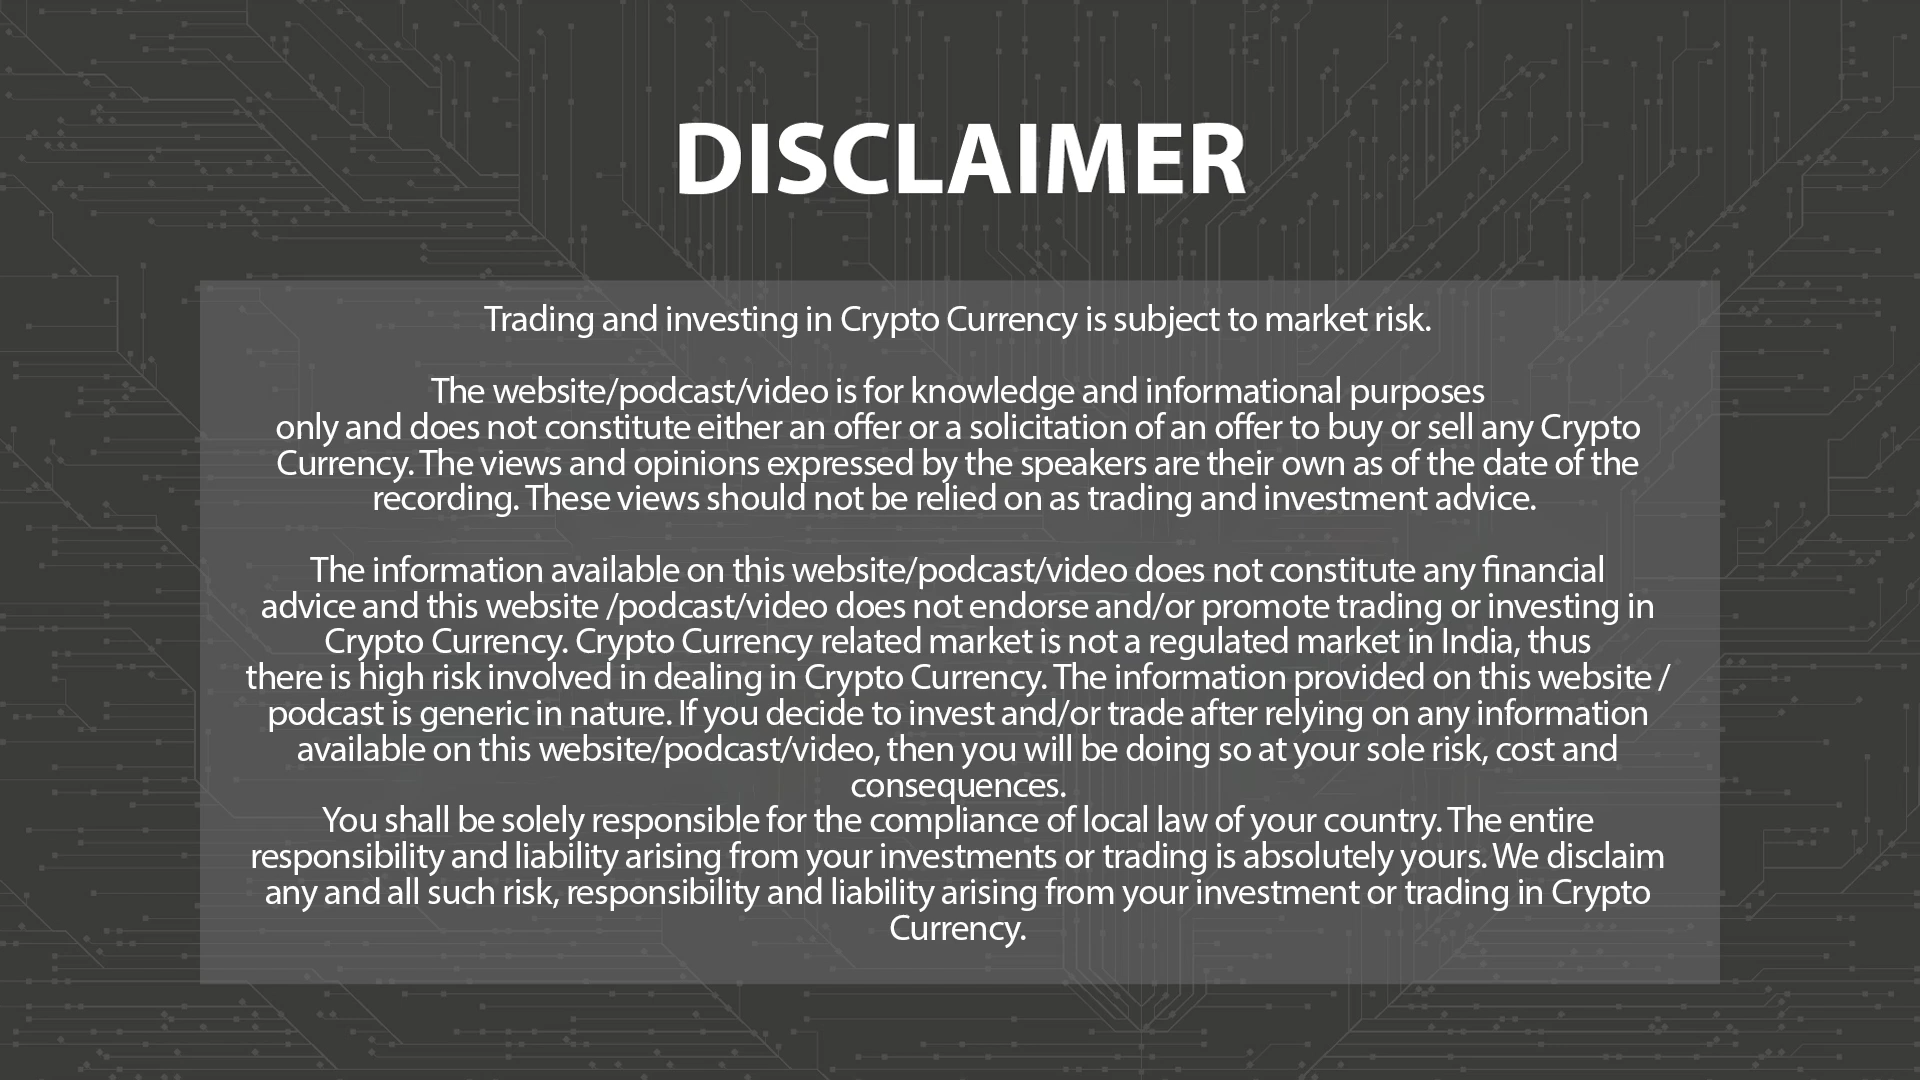 DISCLAIMER
Trading and investing in Crypto Currency is subject to market risk.
The website/podcast/video is for knowledge and informational purposes
only and does not constitute either an offer or a solicitation of an offer to buy or sell any Crypto
Currency. The views and opinions expressed by the speakers are their own as of the date of the
recording. These views should not be relied on as trading and investment advice.
The information available on this website/podcast/video does not constitute any financial
advice and this website /podcast/video does not endorse and/or promote trading or investing in
Crypto Currency. Crypto Currency related market is not a regulated market in India, thus
there is high risk involved in dealing in Crypto Currency. The information provided on this website /
podcast is generic in nature. If you decide to invest and/or trade after relying on any information
available on this website/podcast/video, then you will be doing so at your sole risk, cost and
consequences.
You shall be solely responsible for the compliance of local law of your country. The entire
responsibility and liability arising from your investments or trading is absolutely yours. We disclaim
any and all such risk, responsibility and liability arising from your investment or trading in Crypto
Currency.